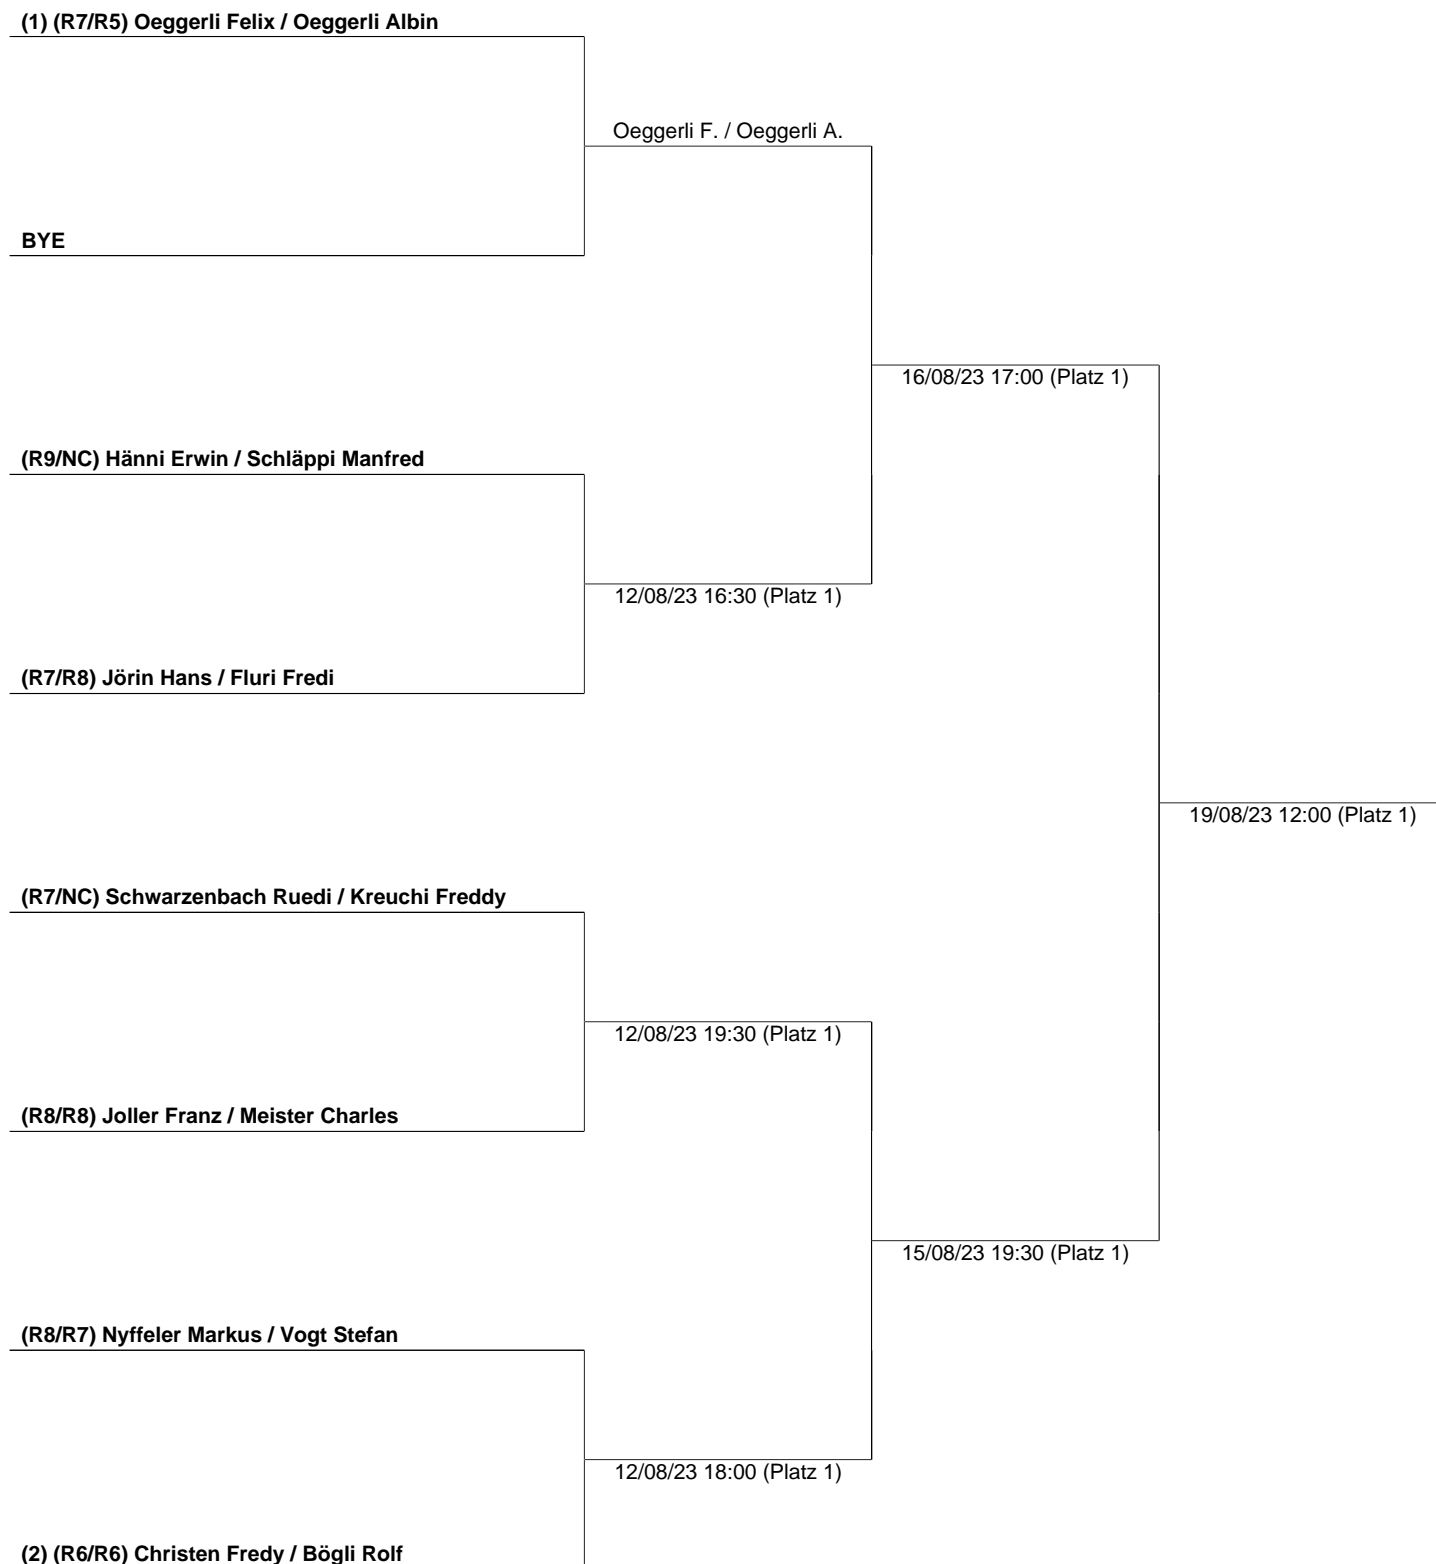 (1) (R7/R5) Oeggerli Felix / Oeggerli Albin
Oeggerli F. / Oeggerli A.
BYE
16/08/23 17:00 (Platz 1)
(R9/NC) Hänni Erwin / Schläppi Manfred
12/08/23 16:30 (Platz 1)
(R7/R8) Jörin Hans / Fluri Fredi
19/08/23 12:00 (Platz 1)
(R7/NC) Schwarzenbach Ruedi / Kreuchi Freddy
12/08/23 19:30 (Platz 1)
(R8/R8) Joller Franz / Meister Charles
15/08/23 19:30 (Platz 1)
(R8/R7) Nyffeler Markus / Vogt Stefan
12/08/23 18:00 (Platz 1)
(2) (R6/R6) Christen Fredy / Bögli Rolf